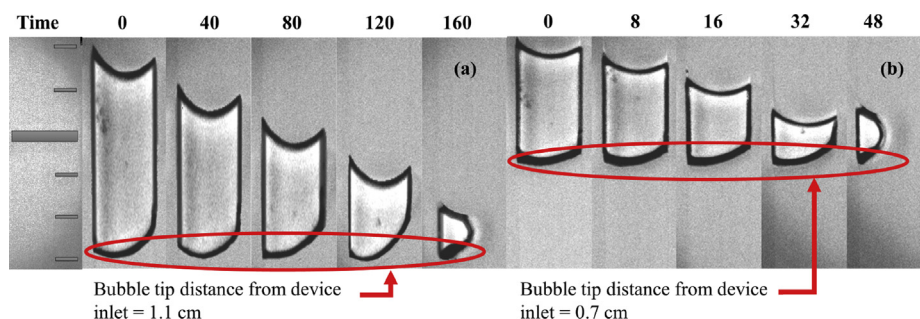 Time 0 40 80 120 160 0 8 16 32 48
(a) (b)
Bubble tip distance from device
inlet = 1.1 cm
Bubble tip distance from device
inlet = 0.7 cm